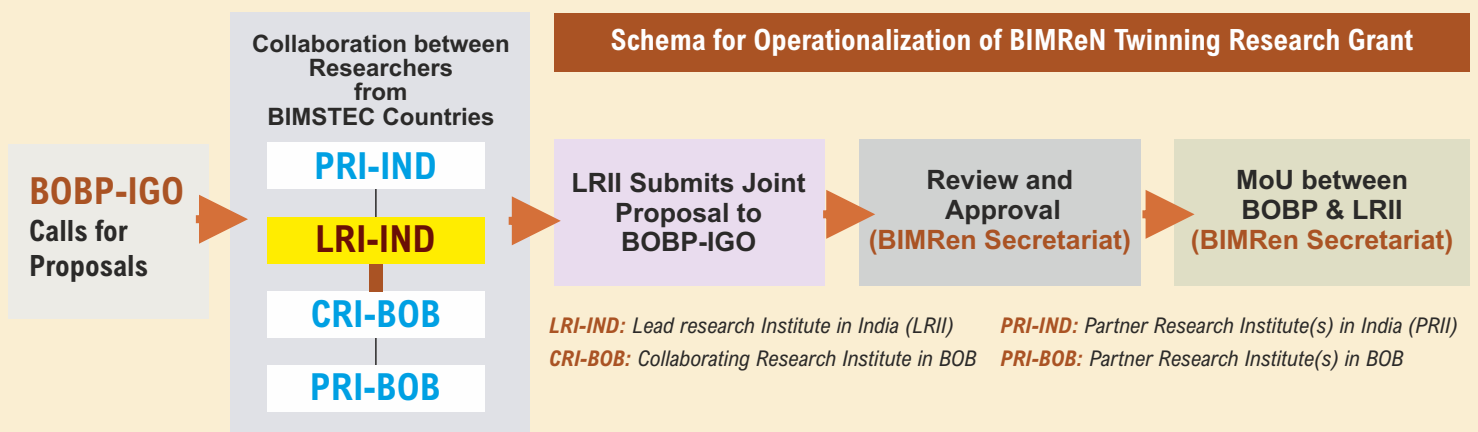 Schema for Operationalization of BIMReN Twinning Research Grant
BOBP-IGO
Calls for
Proposals
Collaboration between
Researchers
from
BIMSTEC Countries
PRI-IND
LRI-IND
CRI-BOB
PRI-BOB
LRII Submits Joint
Proposal to
BOBP-IGO
Review and
Approval
(BIMRen Secretariat)
MoU between
BOBP & LRII
(BIMRen Secretariat)
LRI-IND: Lead research Institute in India (LRII)
PRI-IND: Partner Research Institute(s) in India (PRII)
CRI-BOB: Collaborating Research Institute in BOB
PRI-BOB: Partner Research Institute(s) in BOB